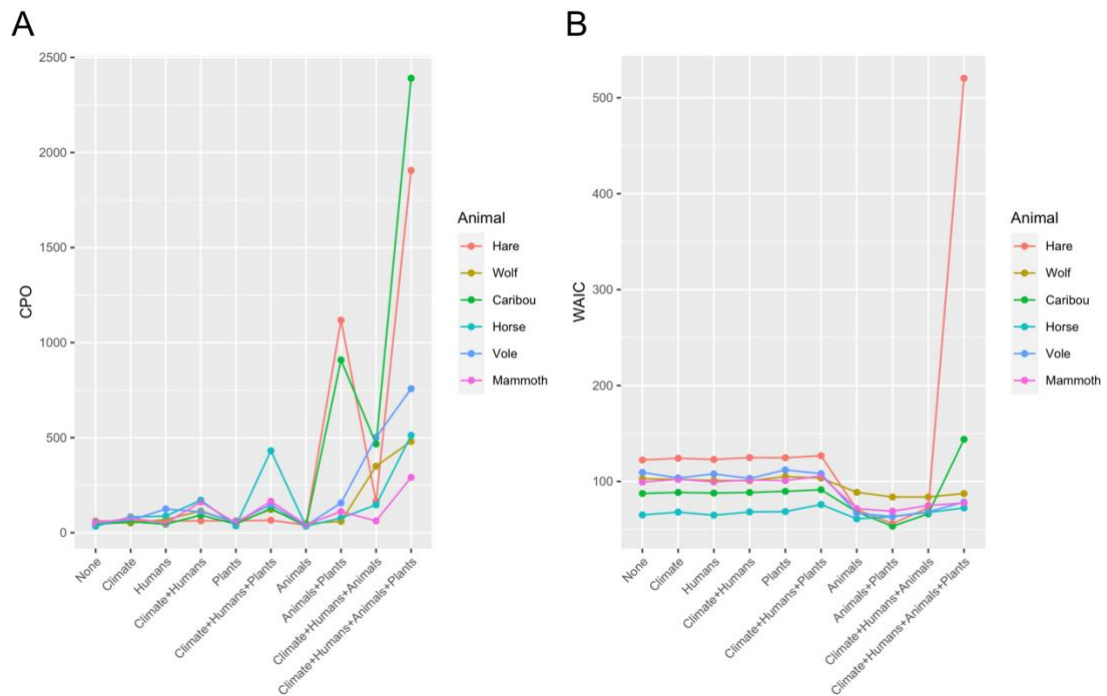 A
2500
2000
1500
1000
500
0
CPO
None
Climate
Humans
Climate+Humans
Plants
Climate+Humans+Plants
Animals
Animals+Plants
Climate+Humans+Animals
Climate+Humans+Animals+Plants
Animal
Hare
Wolf
Caribou
Horse
Vole
Mammoth
B
500
400
300
200
100
WAIC
None
Climate
Humans
Climate+Humans
Plants
Climate+Humans+Plants
Animals
Animals+Plants
Climate+Humans+Animals
Climate+Humans+Animals+Plants
Animal
Hare
Wolf
Caribou
Horse
Vole
Mammoth